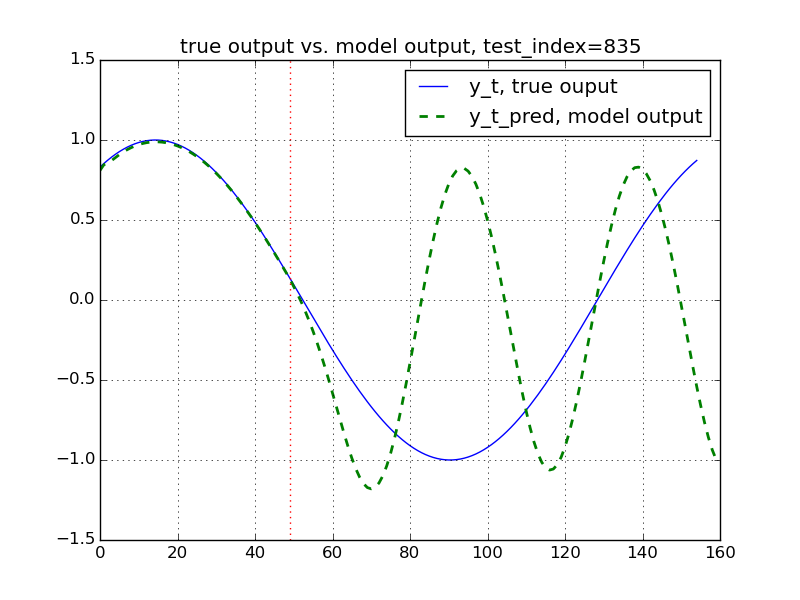 true output vs. model output, test_index=835
y_t, true ouput
y_t_pred, model output
1.5
1.0
0.5
0.0
−0.5
−1.0
−1.5
0 20 40 60 80 100 120 140 160